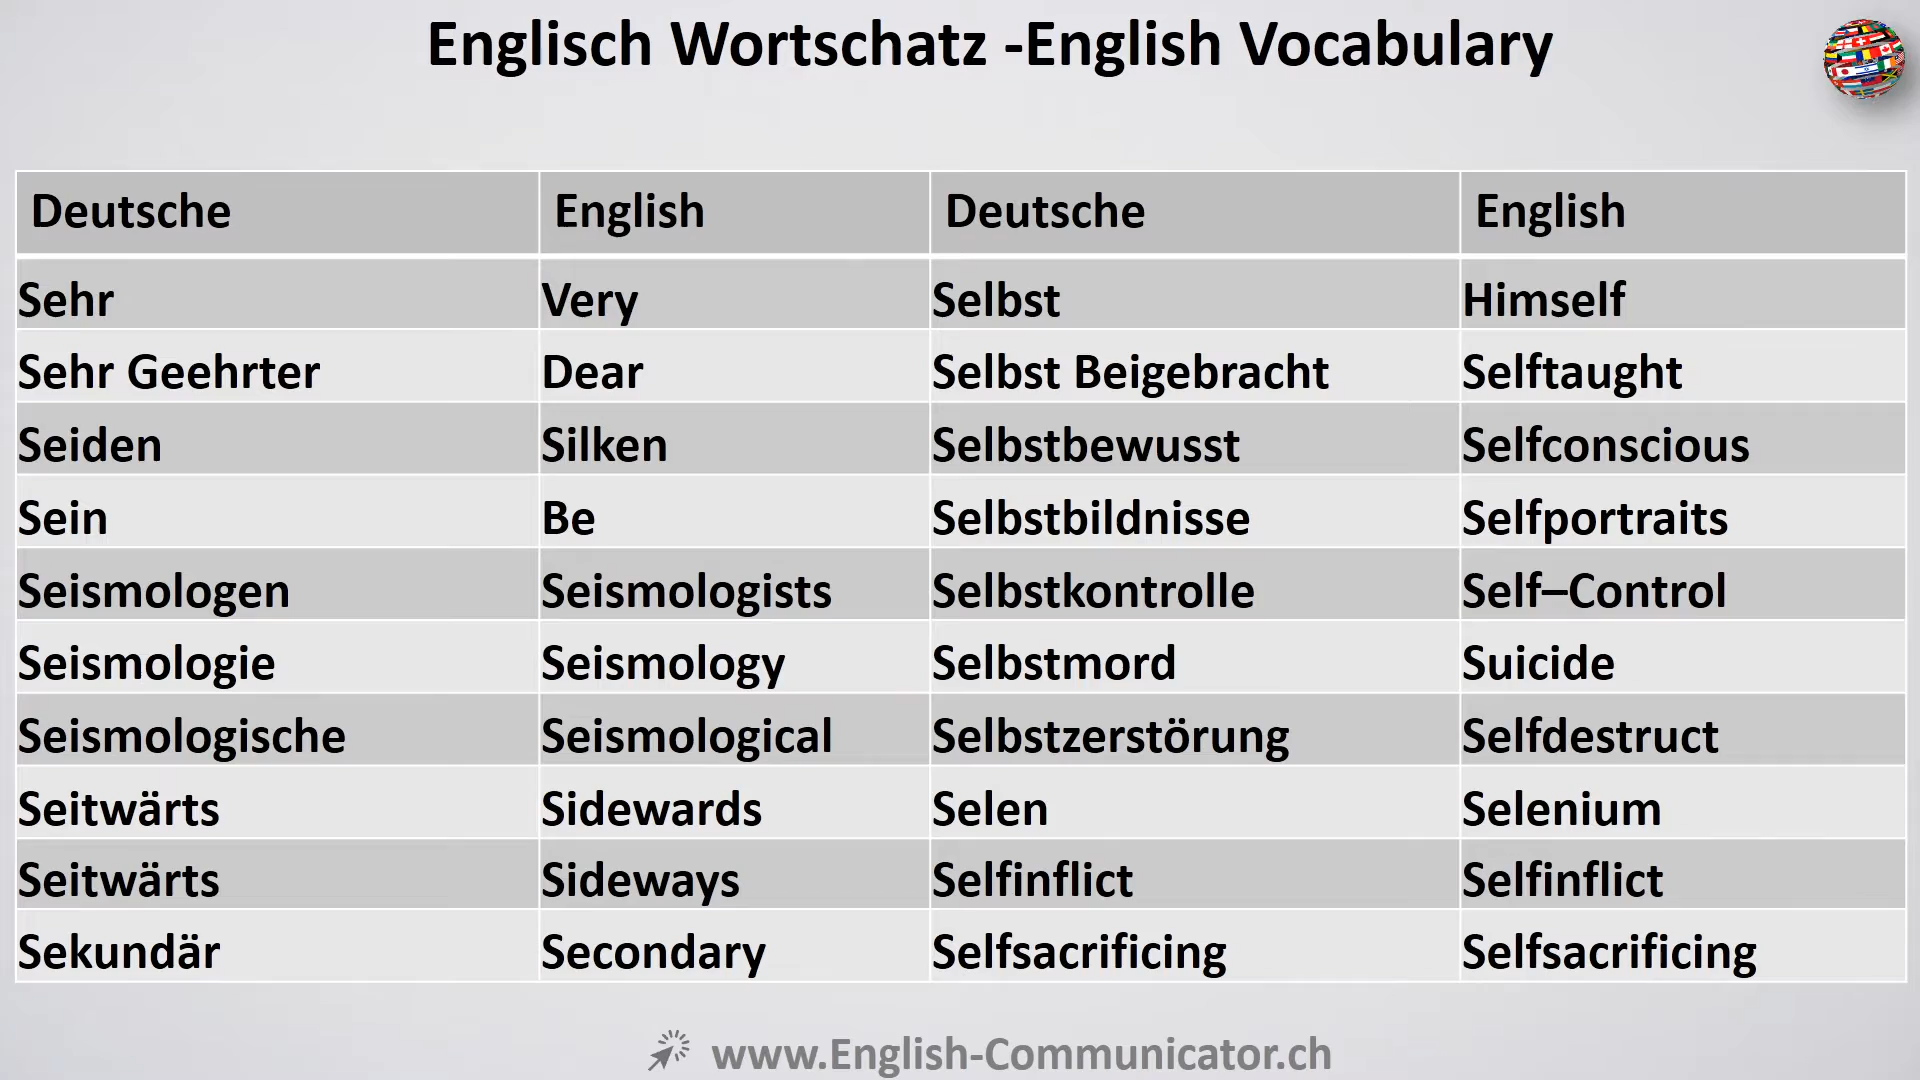 Englisch Wortschatz -English Vocabulary
Deutsche English Deutsche English
Sehr Very Selbst Himself
Sehr Geehrter Dear Selbst Beigebracht Selftaught
Seiden Silken Selbstbewusst Selfconscious
Sein Be Selbstbildnisse Selfportraits
Seismologen Seismologists Selbstkontrolle Self–Control
Seismologie Seismology Selbstmord Suicide
Seismologische Seismological Selbstzerstörung Selfdestruct
Seitwärts Sidewards Selen Selenium
Seitwärts Sideways Selfinflict Selfinflict
Sekundär Secondary Selfsacrificing Selfsacrificing
www.English-Communicator.ch